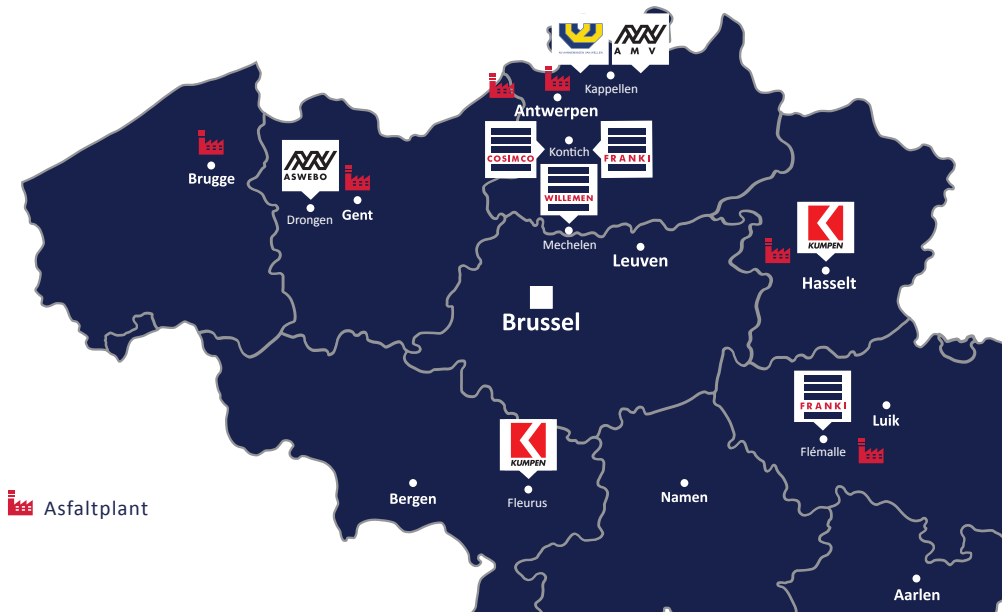 AMV
Kappellen
Antwerpen
COSIMCO
Kontich
FRANKI
WILLEMEN
Mechelen
Brugge
ASWEBO
Drongen
Gent
Leuven
KUMPEN
Hasselt
Brussel
FRANKI
Flémalle
Luik
KUMPEN
Fleurus
Bergen
Namen
Asfaltplant
Aarlen